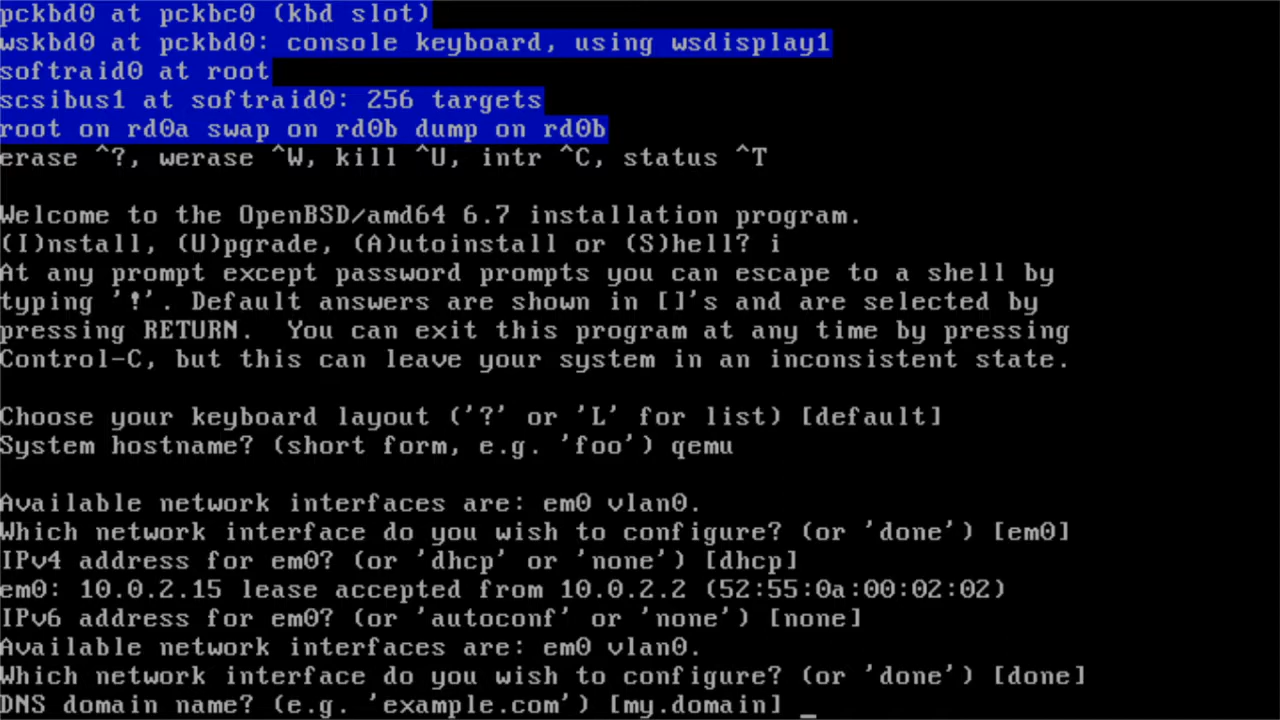 pckbd0 at pckbc0 (kbd slot)
wskbd0 at pckbd0: console keyboard, using wsdisplay1
softraid0 at root
scsibus1 at softraid0: 256 targets
root on rd0a swap on rd0b dump on rd0b
erase ^?, werase ^W, kill ^U, intr ^C, status ^T
Welcome to the OpenBSD/amd64 6.7 installation program.
(I)nstall, (U)pgrade, (A)utoinstall or (S)hell? i
At any prompt except password prompts you can escape to a shell by
typing '!'. Default answers are shown in []'s and are selected by
pressing RETURN.  You can exit this program at any time by pressing
Control-C, but this can leave your system in an inconsistent state.
Choose your keyboard layout ('?' or 'L' for list) [default]
System hostname? (short form, e.g. 'foo') qemu
Available network interfaces are: em0 vlan0.
Which network interface do you wish to configure? (or 'done') [em0]
IPv4 address for em0? (or 'dhcp' or 'none') [dhcp]
em0: 10.0.2.15 lease accepted from 10.0.2.2 (52:55:0a:00:02:02)
IPv6 address for em0? (or 'autoconf' or 'none') [none]
Available network interfaces are: em0 vlan0.
Which network interface do you wish to configure? (or 'done') [done]
DNS domain name? (e.g. 'example.com') [my.domain] _